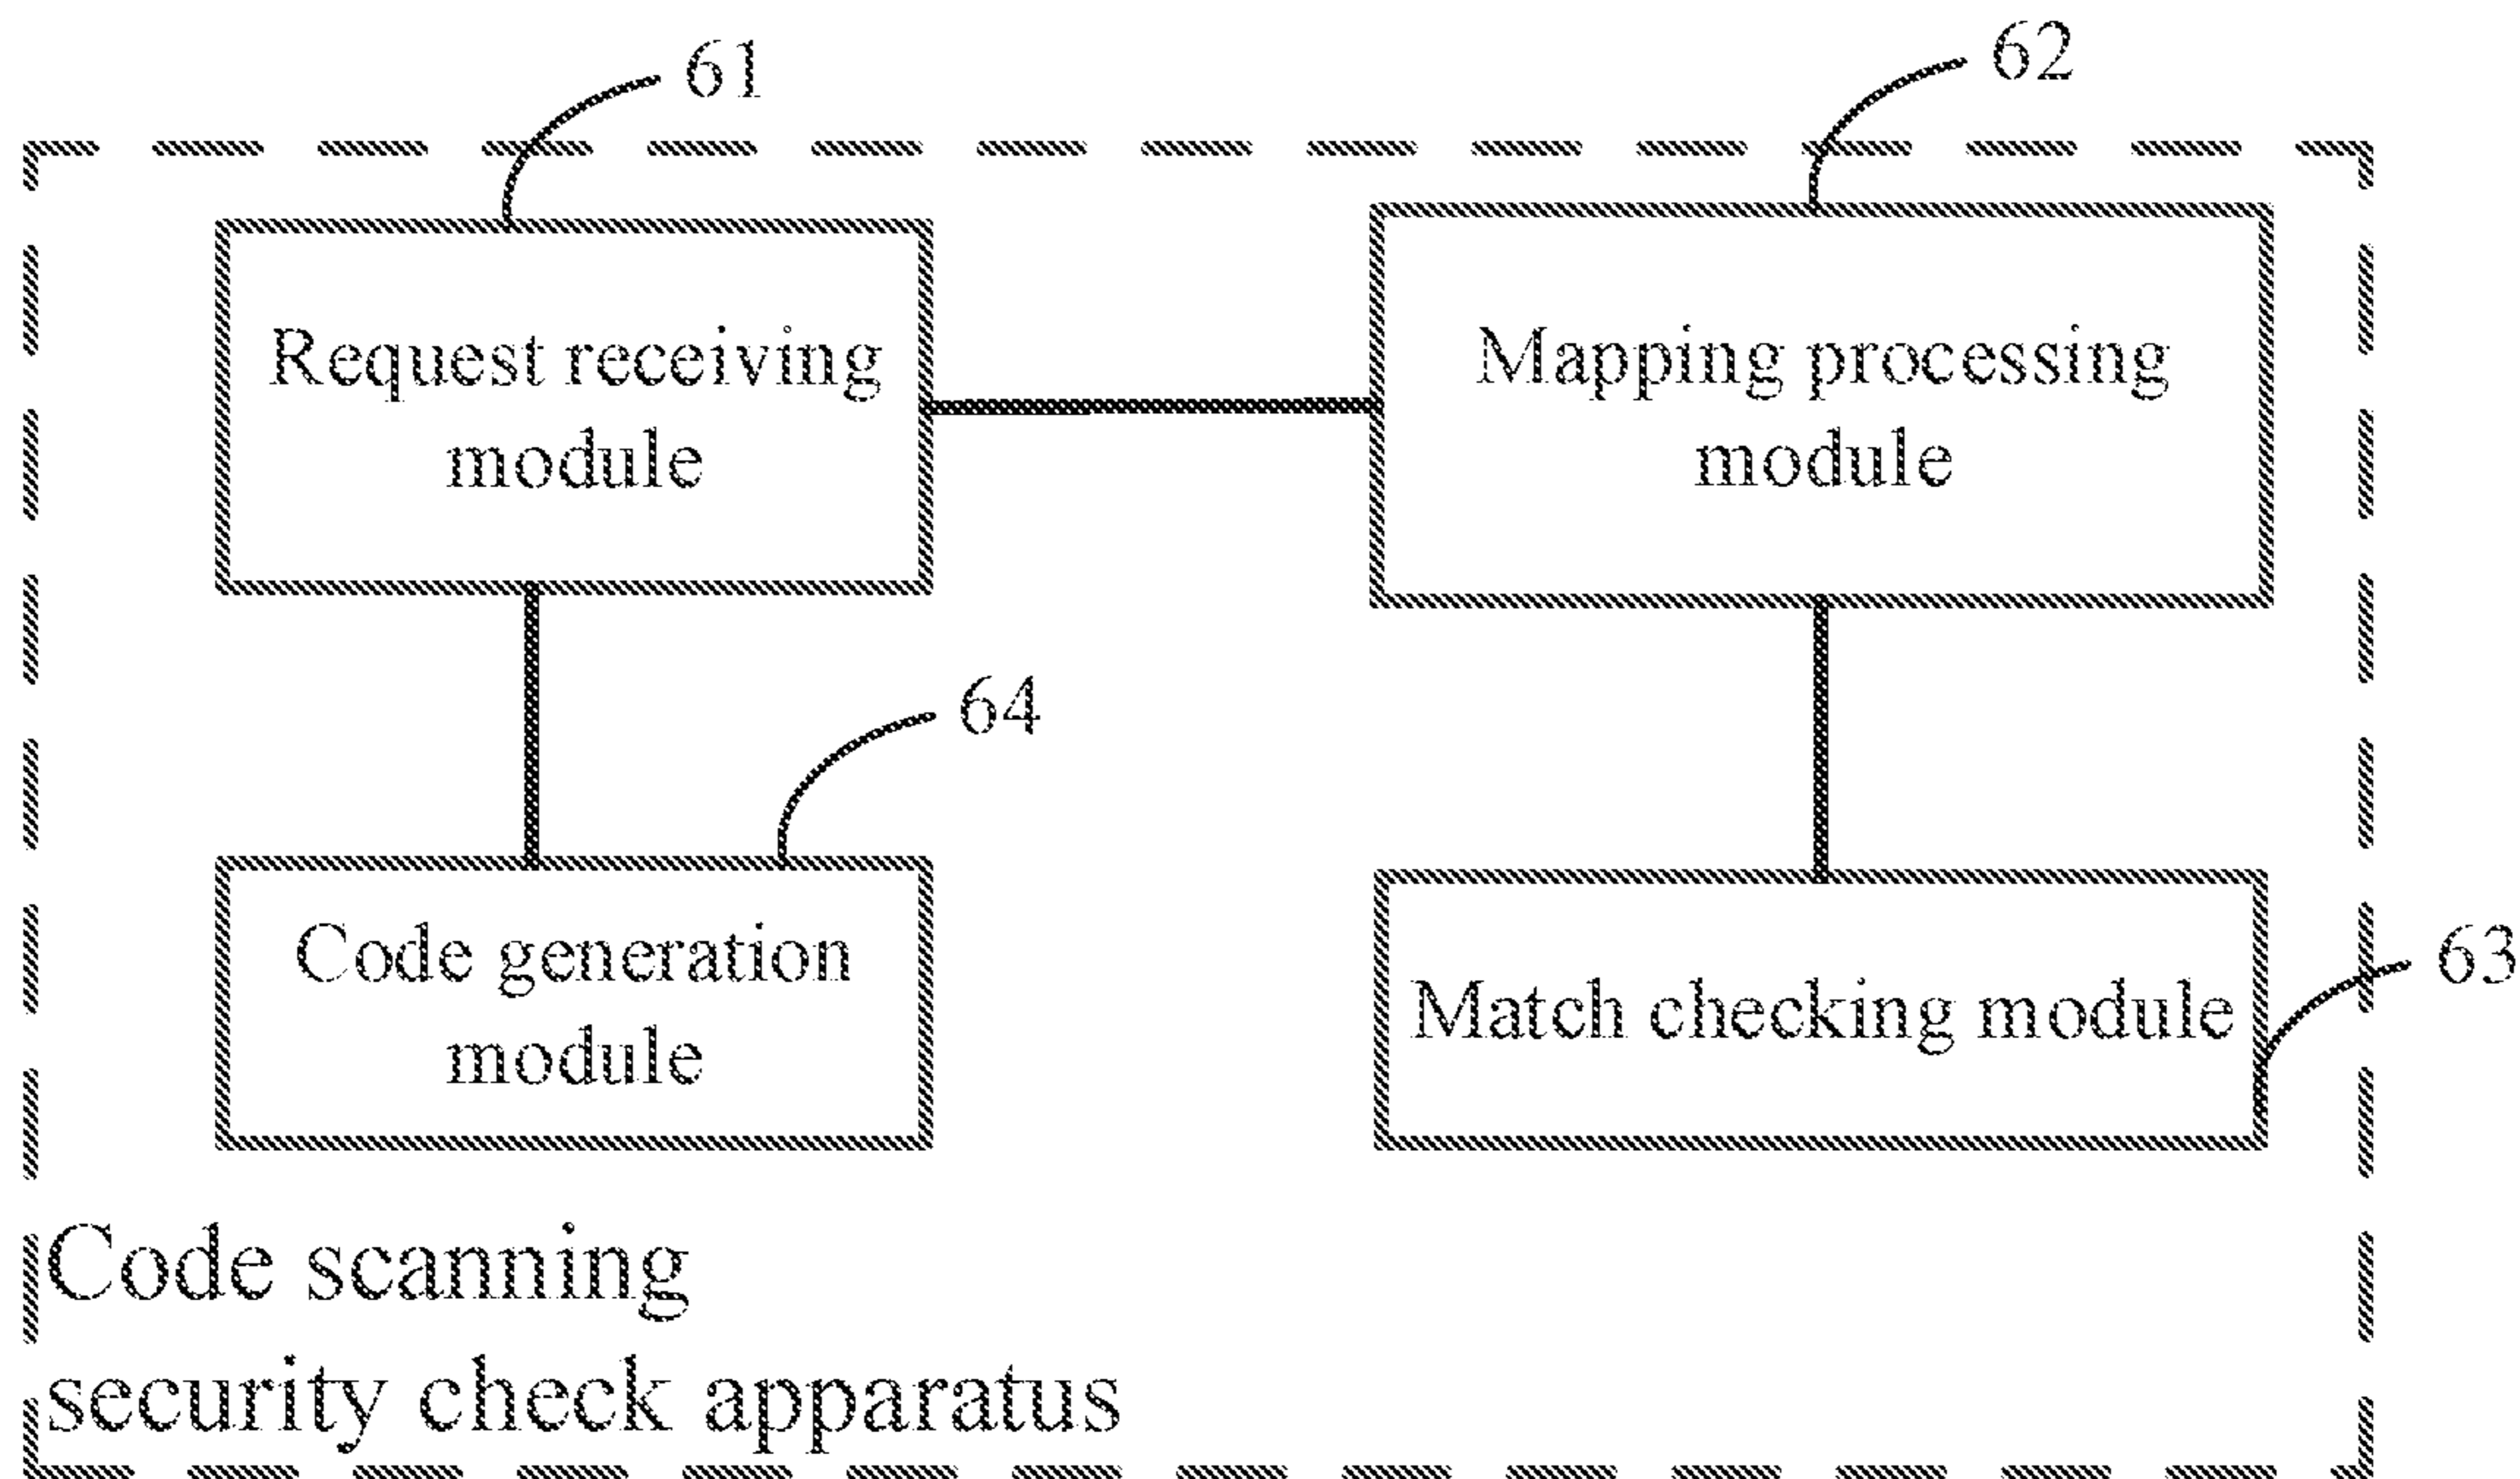 61
62
Request receiving
module
Mapping processing
module
64
Code generation
module
63
Match checking module
Code scanning
security check apparatus